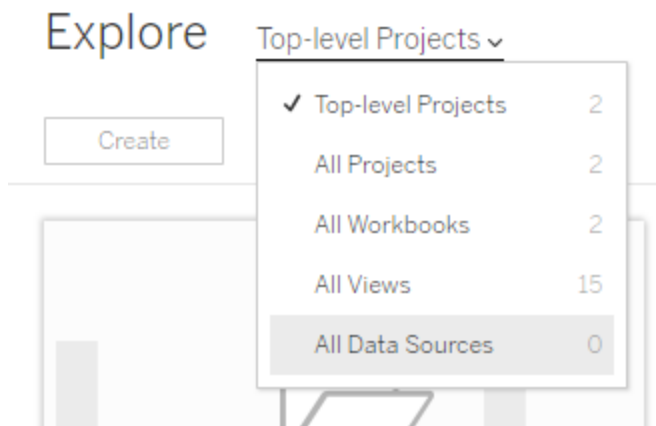 Explore
Top-level Projects
Create
Top-level Projects 2
All Projects 2
All Workbooks 2
All Views 15
All Data Sources 0